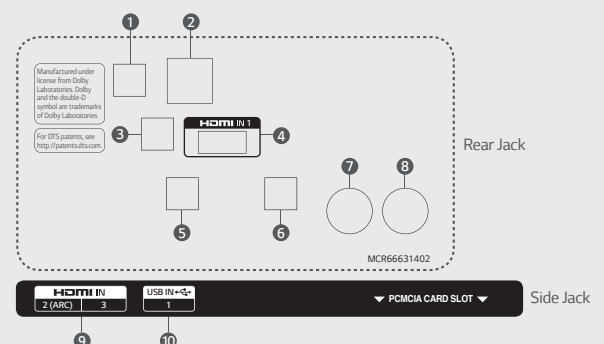 1
2
Manufactured under
license from Dolby
Laboratories. Dolby
and the double-D
symbol are trademarks
of Dolby Laboratories
For DTS patents, see
http://patents.dts.com.
3
HDMI IN 1
4
Rear Jack
5
6
7
8
MCR66631402
HDMI IN
2 (ARC) 3
USB IN
1
PCMCIA CARD SLOT
Side Jack
9
10